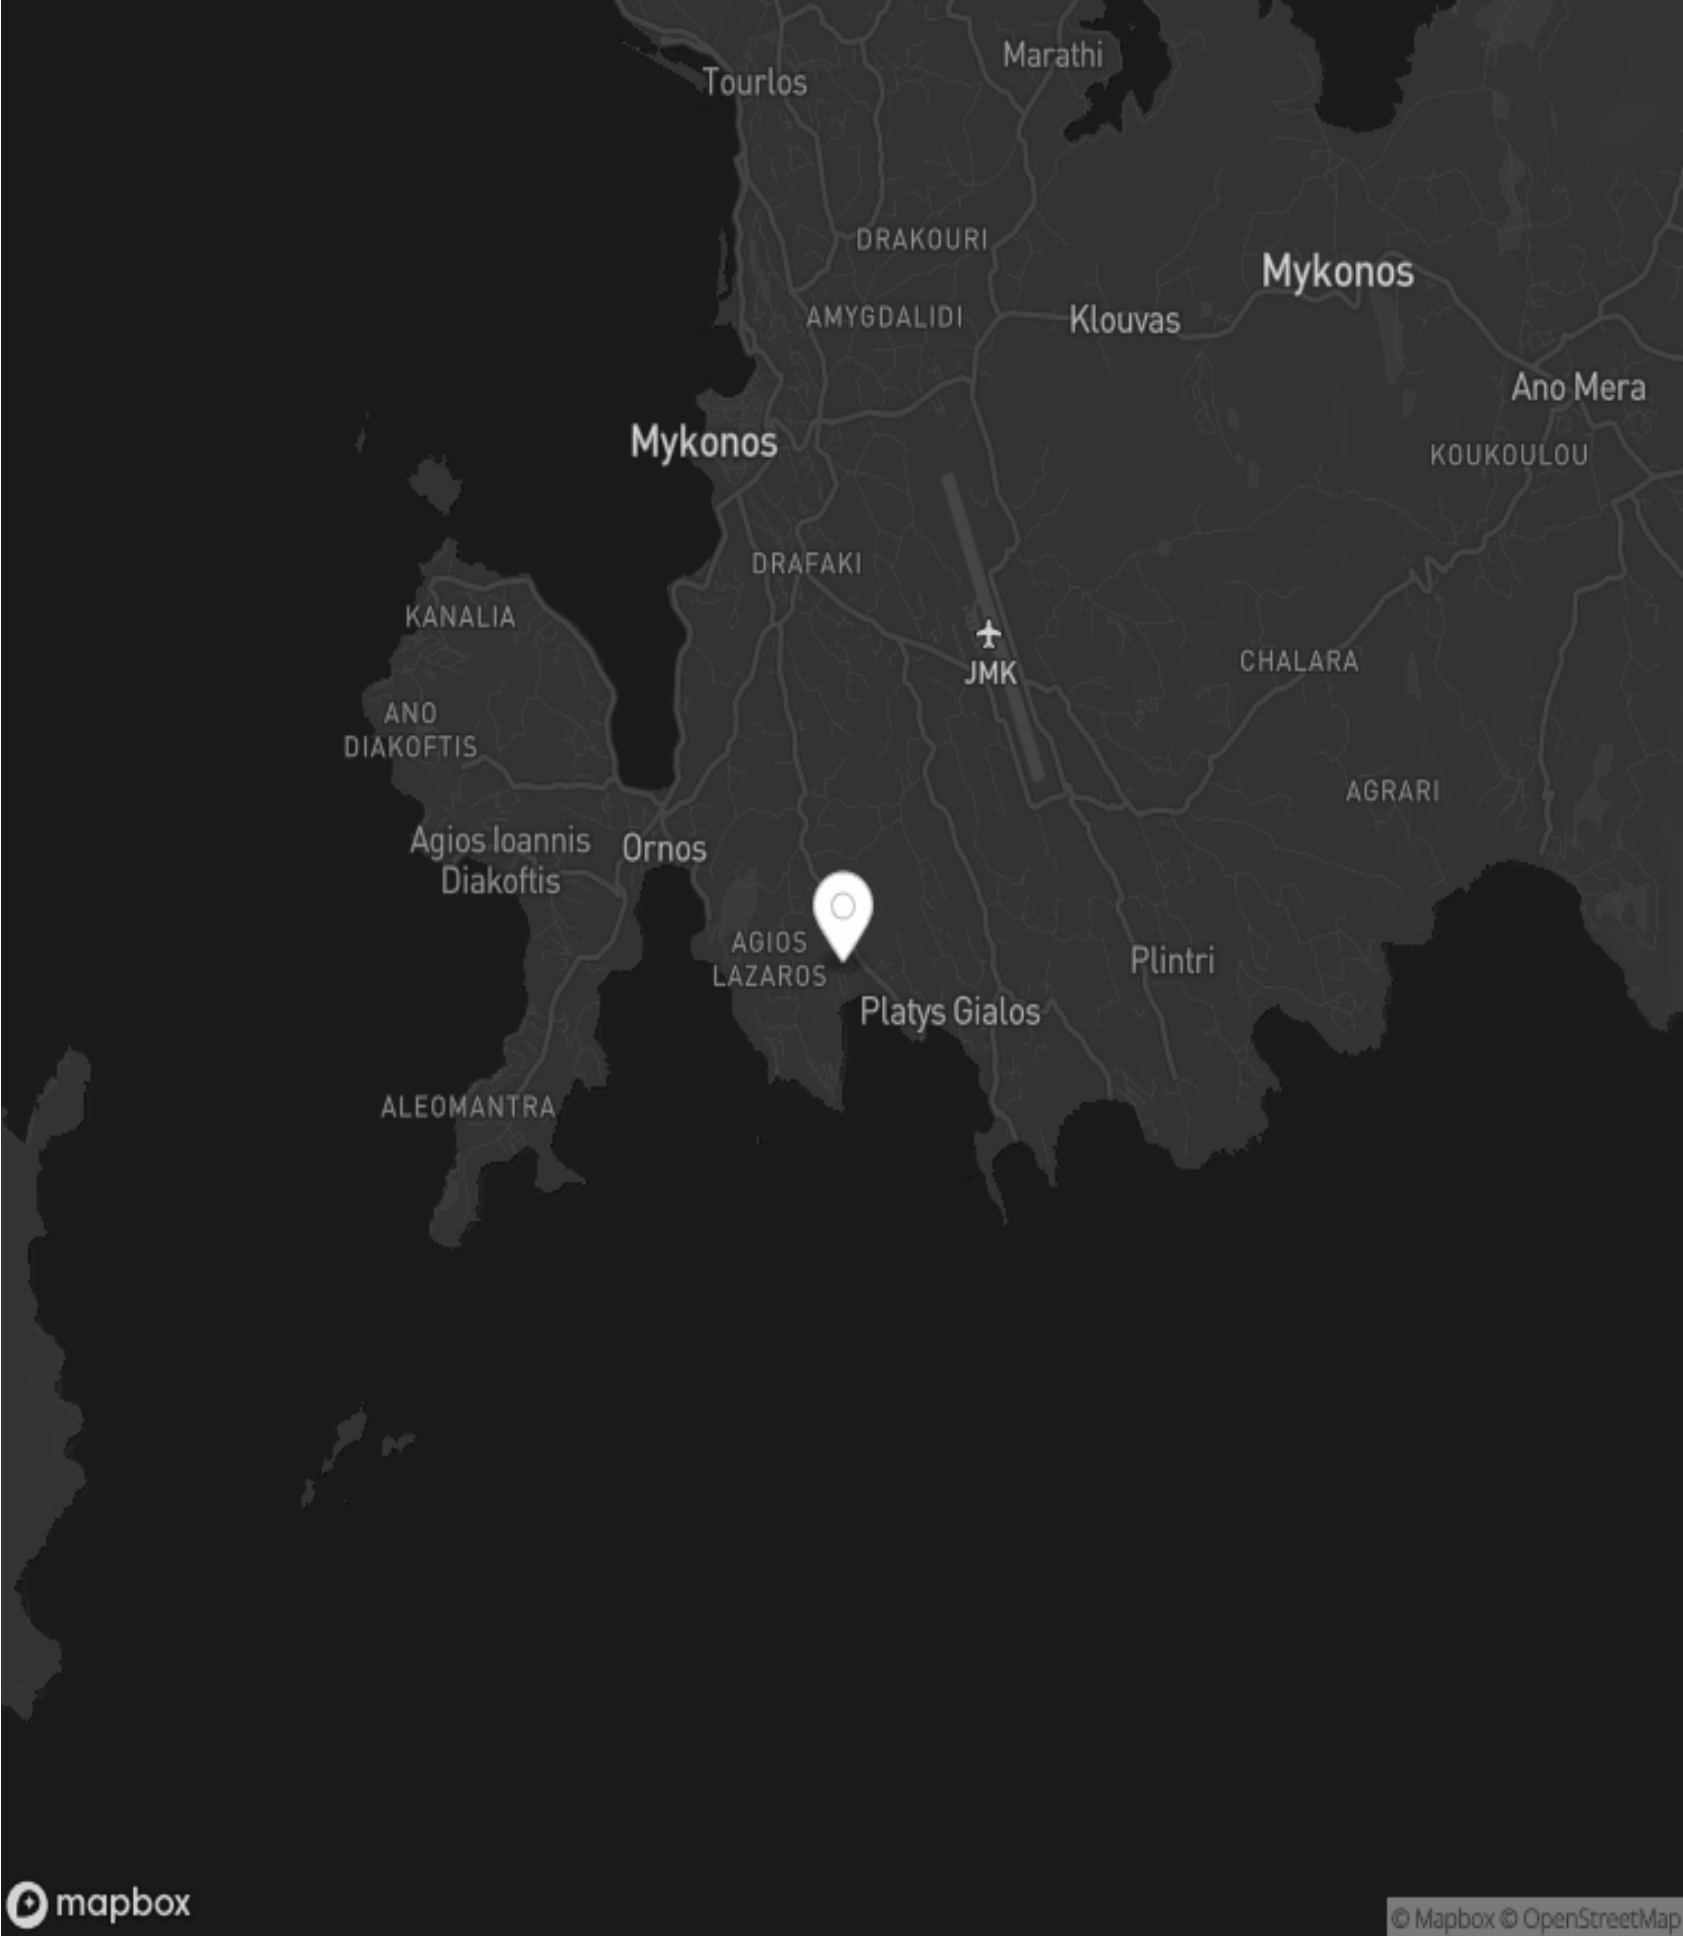 Marathi
Tourlos
DRAKOURI
Mykonos
AMYGDALIDI
Klouvas
Ano Mera
Mykonos
KOUKOULOU
DRAFAKI
KANALIA
JMK
CHALARA
ANO
DIAKOFTIS
AGRARI
Agios Ioannis
Diakoftis
Ornos
AGIOS
LAZAROS
Plintri
Platys Gialos
ALEOMANTRA
mapbox
© Mapbox © OpenStreetMap